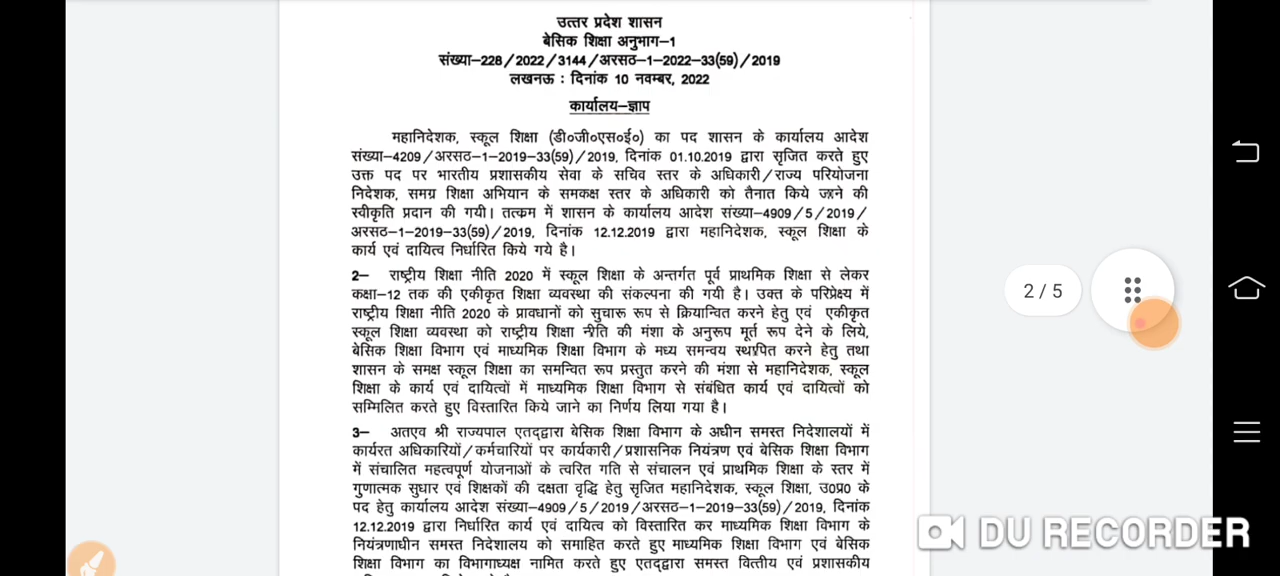 उत्तर प्रदेश शासन
बेसिक शिक्षा अनुभाग-1
संख्या-228/2022/3144/अरसठ-1-2022-33(59)/2019
लखनऊ : दिनांक 10 नवम्बर, 2022
कार्यालय-ज्ञाप
महानिदेशक, स्कूल शिक्षा (डी०जी०एस०ई०) का पद शासन के कार्यालय आदेश
संख्या-4209/अरसठ-1-2019-33(59)/2019, दिनांक 01.10.2019 द्वारा सृजित करते हुए
उक्त पद पर भारतीय प्रशासकीय सेवा के सचिव स्तर के अधिकारी/राज्य परियोजना
निदेशक, समग्र शिक्षा अभियान के समकक्ष स्तर के अधिकारी को तैनात किये जाने की
स्वीकृति प्रदान की गयी। तत्क्रम में शासन के कार्यालय आदेश संख्या-4909/5/2019/
अरसठ-1-2019-33(59)/2019, दिनांक 12.12.2019 द्वारा महानिदेशक, स्कूल शिक्षा के
कार्य एवं दायित्व निर्धारित किये गये है।
2- राष्ट्रीय शिक्षा नीति 2020 में स्कूल शिक्षा के अन्तर्गत पूर्व प्राथमिक शिक्षा से लेकर
कक्षा-12 तक की एकीकृत शिक्षा व्यवस्था की संकल्पना की गयी है। उक्त के परिप्रेक्ष्य में
राष्ट्रीय शिक्षा नीति 2020 के प्रावधानों को सुचारू रूप से क्रियान्वित करने हेतु एवं एकीकृत
स्कूल शिक्षा व्यवस्था को राष्ट्रीय शिक्षा नीति की मंशा के अनुरूप मूर्त रूप देने के लिये,
बेसिक शिक्षा विभाग एवं माध्यमिक शिक्षा विभाग के मध्य समन्वय स्थापित करने हेतु तथा
शासन के समक्ष स्कूल शिक्षा का समन्वित रूप प्रस्तुत करने की मंशा से महानिदेशक, स्कूल
शिक्षा के कार्य एवं दायित्वों में माध्यमिक शिक्षा विभाग से संबंधित कार्य एवं दायित्वों को
सम्मिलित करते हुए विस्तारित किये जाने का निर्णय लिया गया है।
3- अतएव श्री राज्यपाल एतद्द्वारा बेसिक शिक्षा विभाग के अधीन समस्त निदेशालयों में
कार्यरत अधिकारियों/कर्मचारियों पर कार्यकारी/प्रशासनिक नियंत्रण एवं बेसिक शिक्षा विभाग
में संचालित महत्वपूर्ण योजनाओं के त्वरित गति से संचालन एवं प्राथमिक शिक्षा के स्तर में
गुणात्मक सुधार एवं शिक्षकों की दक्षता वृद्धि हेतु सृजित महानिदेशक, स्कूल शिक्षा, उ0प्र0 के
पद हेतु कार्यालय आदेश संख्या-4909/5/2019/अरसठ-1-2019-33(59)/2019, दिनांक
12.12.2019 द्वारा निर्धारित कार्य एवं दायित्व को विस्तारित कर माध्यमिक शिक्षा विभाग के
नियंत्रणाधीन समस्त निदेशालय को समाहित करते हुए माध्यमिक शिक्षा विभाग एवं बेसिक
शिक्षा विभाग का विभागाध्यक्ष नामित करते हुए एतद्द्वारा समस्त वित्तीय एवं प्रशासकीय
2/5
DU RECORDER